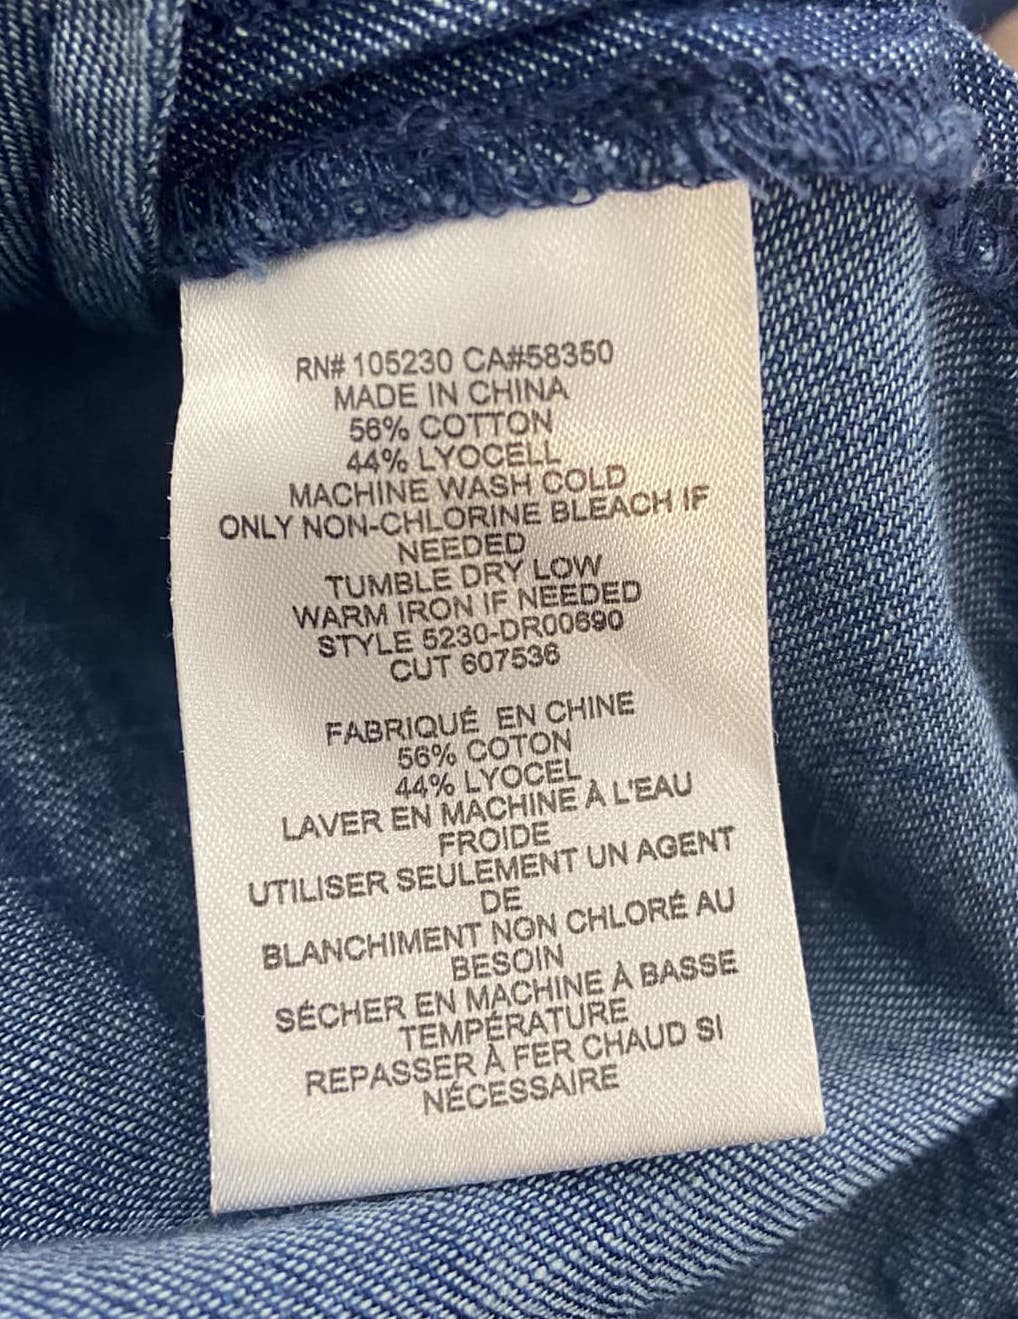 RN# 105230 CA#58350
MADE IN CHINA
56% COTTON
44% LYOCELL
MACHINE WASH COLD
ONLY NON-CHLORINE BLEACH IF
NEEDED
TUMBLE DRY LOW
WARM IRON IF NEEDED
STYLE 5230-DR00690
CUT 607536
FABRIQUÉ EN CHINE
56% COTON
44% LYOCEL
LAVER EN MACHINE À L'EAU
FROIDE
UTILISER SEULEMENT UN AGENT
DE
BLANCHIMENT NON CHLORÉ AU
BESOIN
SÉCHER EN MACHINE À BASSE
TEMPÉRATURE
REPASSER À FER CHAUD SI
NÉCESSAIRE